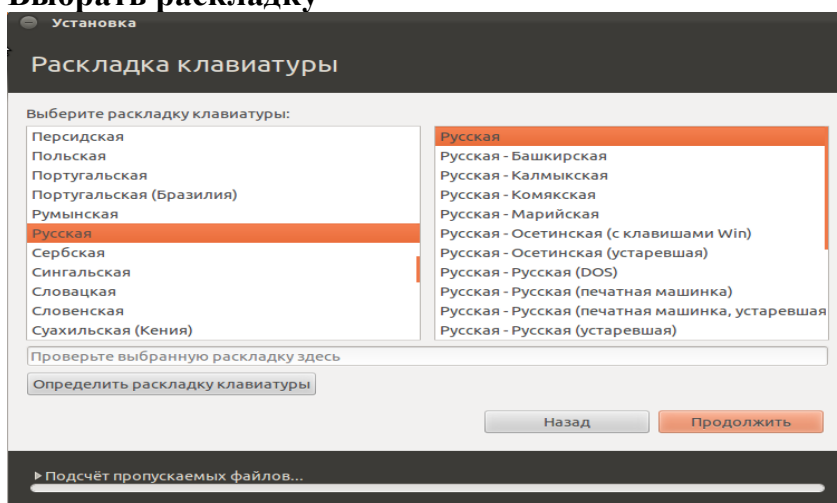 Выбрать раскладку
Установка
Раскладка клавиатуры
Выберите раскладку клавиатуры:
Персидская
Польская
Португальская
Португальская (Бразилия)
Румынская
Русская
Сербская
Сингальская
Словацкая
Словенская
Суахильская (Кения)
Русская
Русская - Башкирская
Русская - Калмыкская
Русская - Комякская
Русская - Марийская
Русская - Осетинская (с клавишами Win)
Русская - Осетинская (устаревшая)
Русская - Русская (DOS)
Русская - Русская (печатная машинка)
Русская - Русская (печатная машинка, устаревшая
Русская - Русская (устаревшая)
Проверьте выбранную раскладку здесь
Определить раскладку клавиатуры
Назад
Продолжить
Подсчёт пропускаемых файлов...